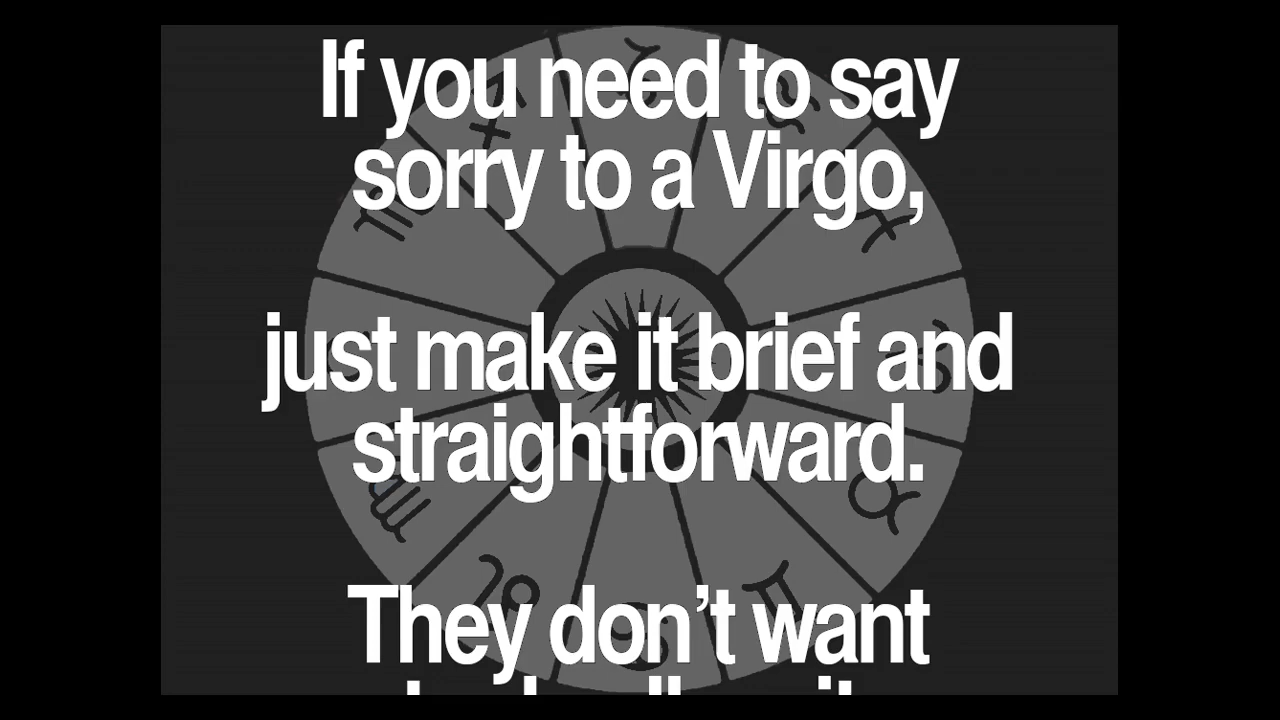 If you need to say
sorry to a Virgo,
just make it brief and
straightforward.
They don’t want